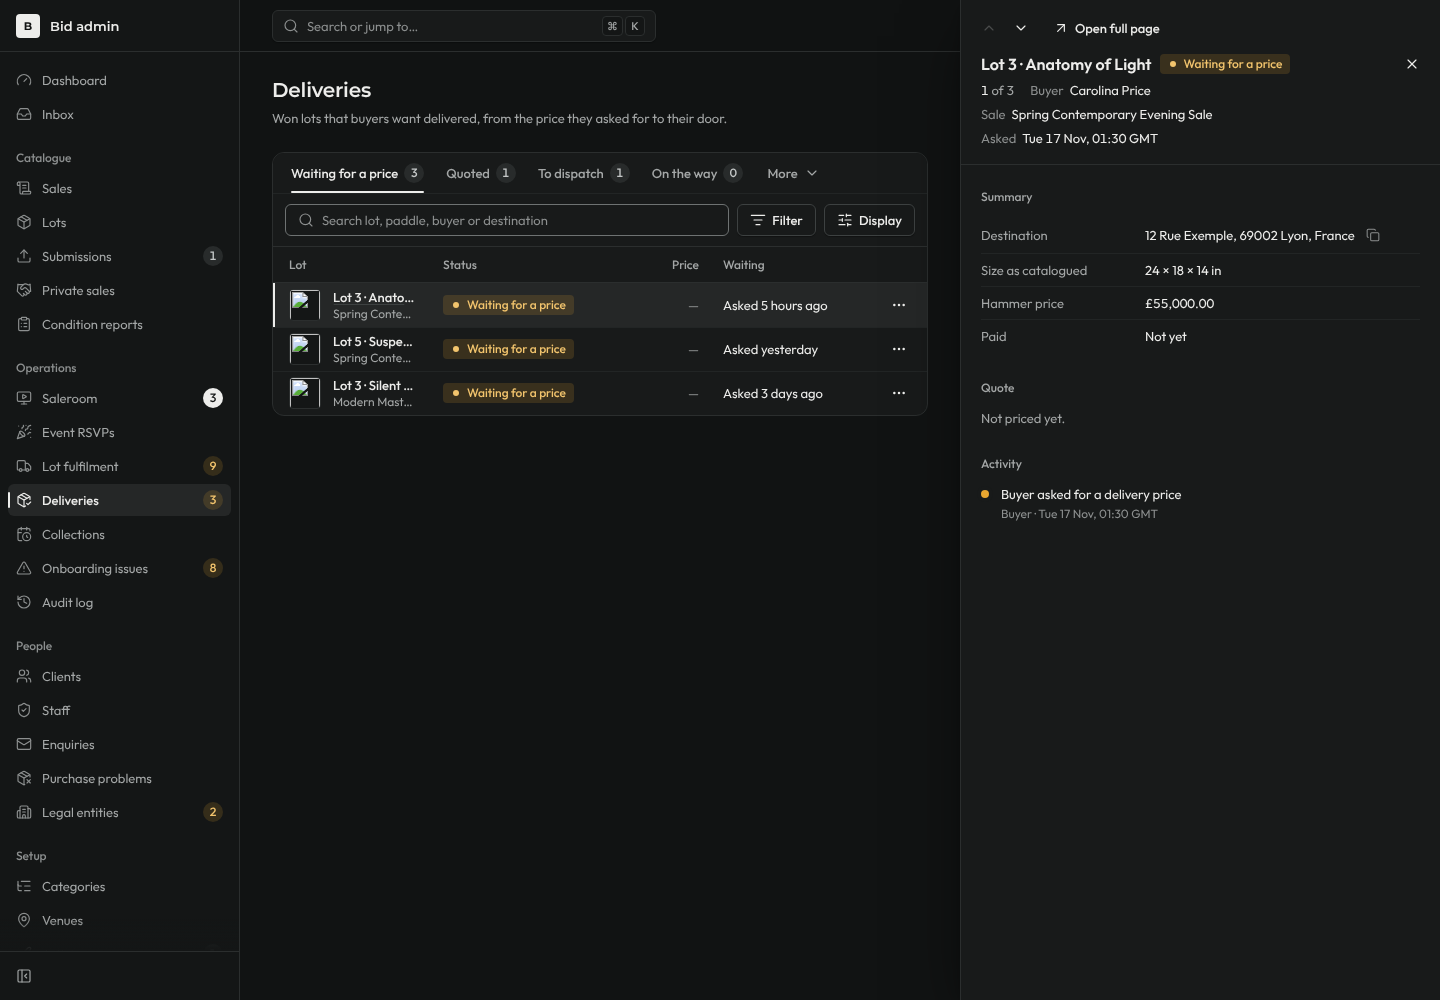 B Bid admin
Search or jump to… ⌘ K
Dashboard
Inbox
Catalogue
Sales
Lots
Submissions 1
Private sales
Condition reports
Operations
Saleroom 3
Event RSVPs
Lot fulfilment 9
Deliveries 3
Collections
Onboarding issues 8
Audit log
People
Clients
Staff
Enquiries
Purchase problems
Legal entities 2
Setup
Categories
Venues
Deliveries
Won lots that buyers want delivered, from the price they asked for to their door.
Waiting for a price 3 Quoted 1 To dispatch 1 On the way 0 More
Search lot, paddle, buyer or destination Filter Display
Lot Status Price Waiting
Lot 3 · Anato… Waiting for a price — Asked 5 hours ago
Spring Conte…
Lot 5 · Suspe… Waiting for a price — Asked yesterday
Spring Conte…
Lot 3 · Silent … Waiting for a price — Asked 3 days ago
Modern Mast…
Open full page
Lot 3 · Anatomy of Light Waiting for a price
1 of 3 Buyer Carolina Price
Sale Spring Contemporary Evening Sale
Asked Tue 17 Nov, 01:30 GMT
Summary
Destination 12 Rue Exemple, 69002 Lyon, France
Size as catalogued 24 × 18 × 14 in
Hammer price £55,000.00
Paid Not yet
Quote
Not priced yet.
Activity
Buyer asked for a delivery price
Buyer · Tue 17 Nov, 01:30 GMT